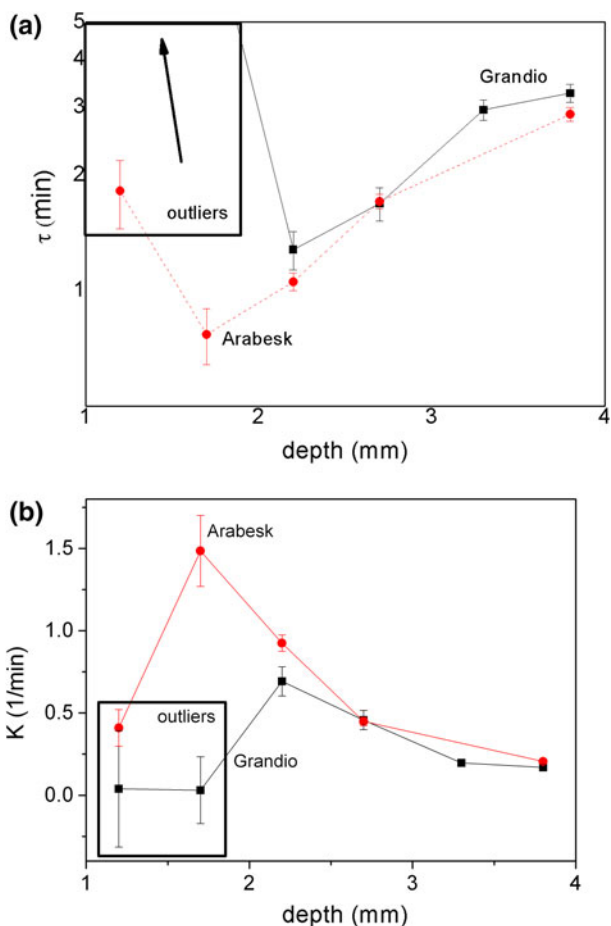 (a)
5
4
3
2
1
τ (min)
Grandio
outliers
Arabesk
1 2 3 4
depth (mm)
(b)
1.5
1.0
0.5
0.0
K (1/min)
Arabesk
outliers
Grandio
1 2 3 4
depth (mm)